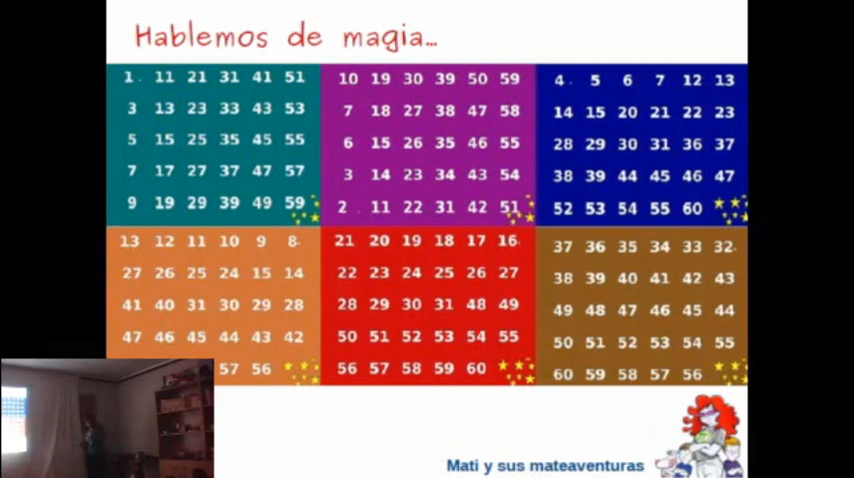 Hablemos de magia...
1 11 21 31 41 51
3 13 23 33 43 53
5 15 25 35 45 55
7 17 27 37 47 57
9 19 29 39 49 59
10 19 30 39 50 59
7 18 27 38 47 58
6 15 26 35 46 55
3 14 23 34 43 54
2 11 22 31 42 51
4 5 6 7 12 13
14 15 20 21 22 23
28 29 30 31 36 37
38 39 44 45 46 47
52 53 54 55 60
13 12 11 10 9 8
27 26 25 24 15 14
41 40 31 30 29 28
47 46 45 44 43 42
57 56
21 20 19 18 17 16
22 23 24 25 26 27
28 29 30 31 48 49
50 51 52 53 54 55
56 57 58 59 60
37 36 35 34 33 32
38 39 40 41 42 43
49 48 47 46 45 44
50 51 52 53 54 55
60 59 58 57 56
Mati y sus mateaventuras